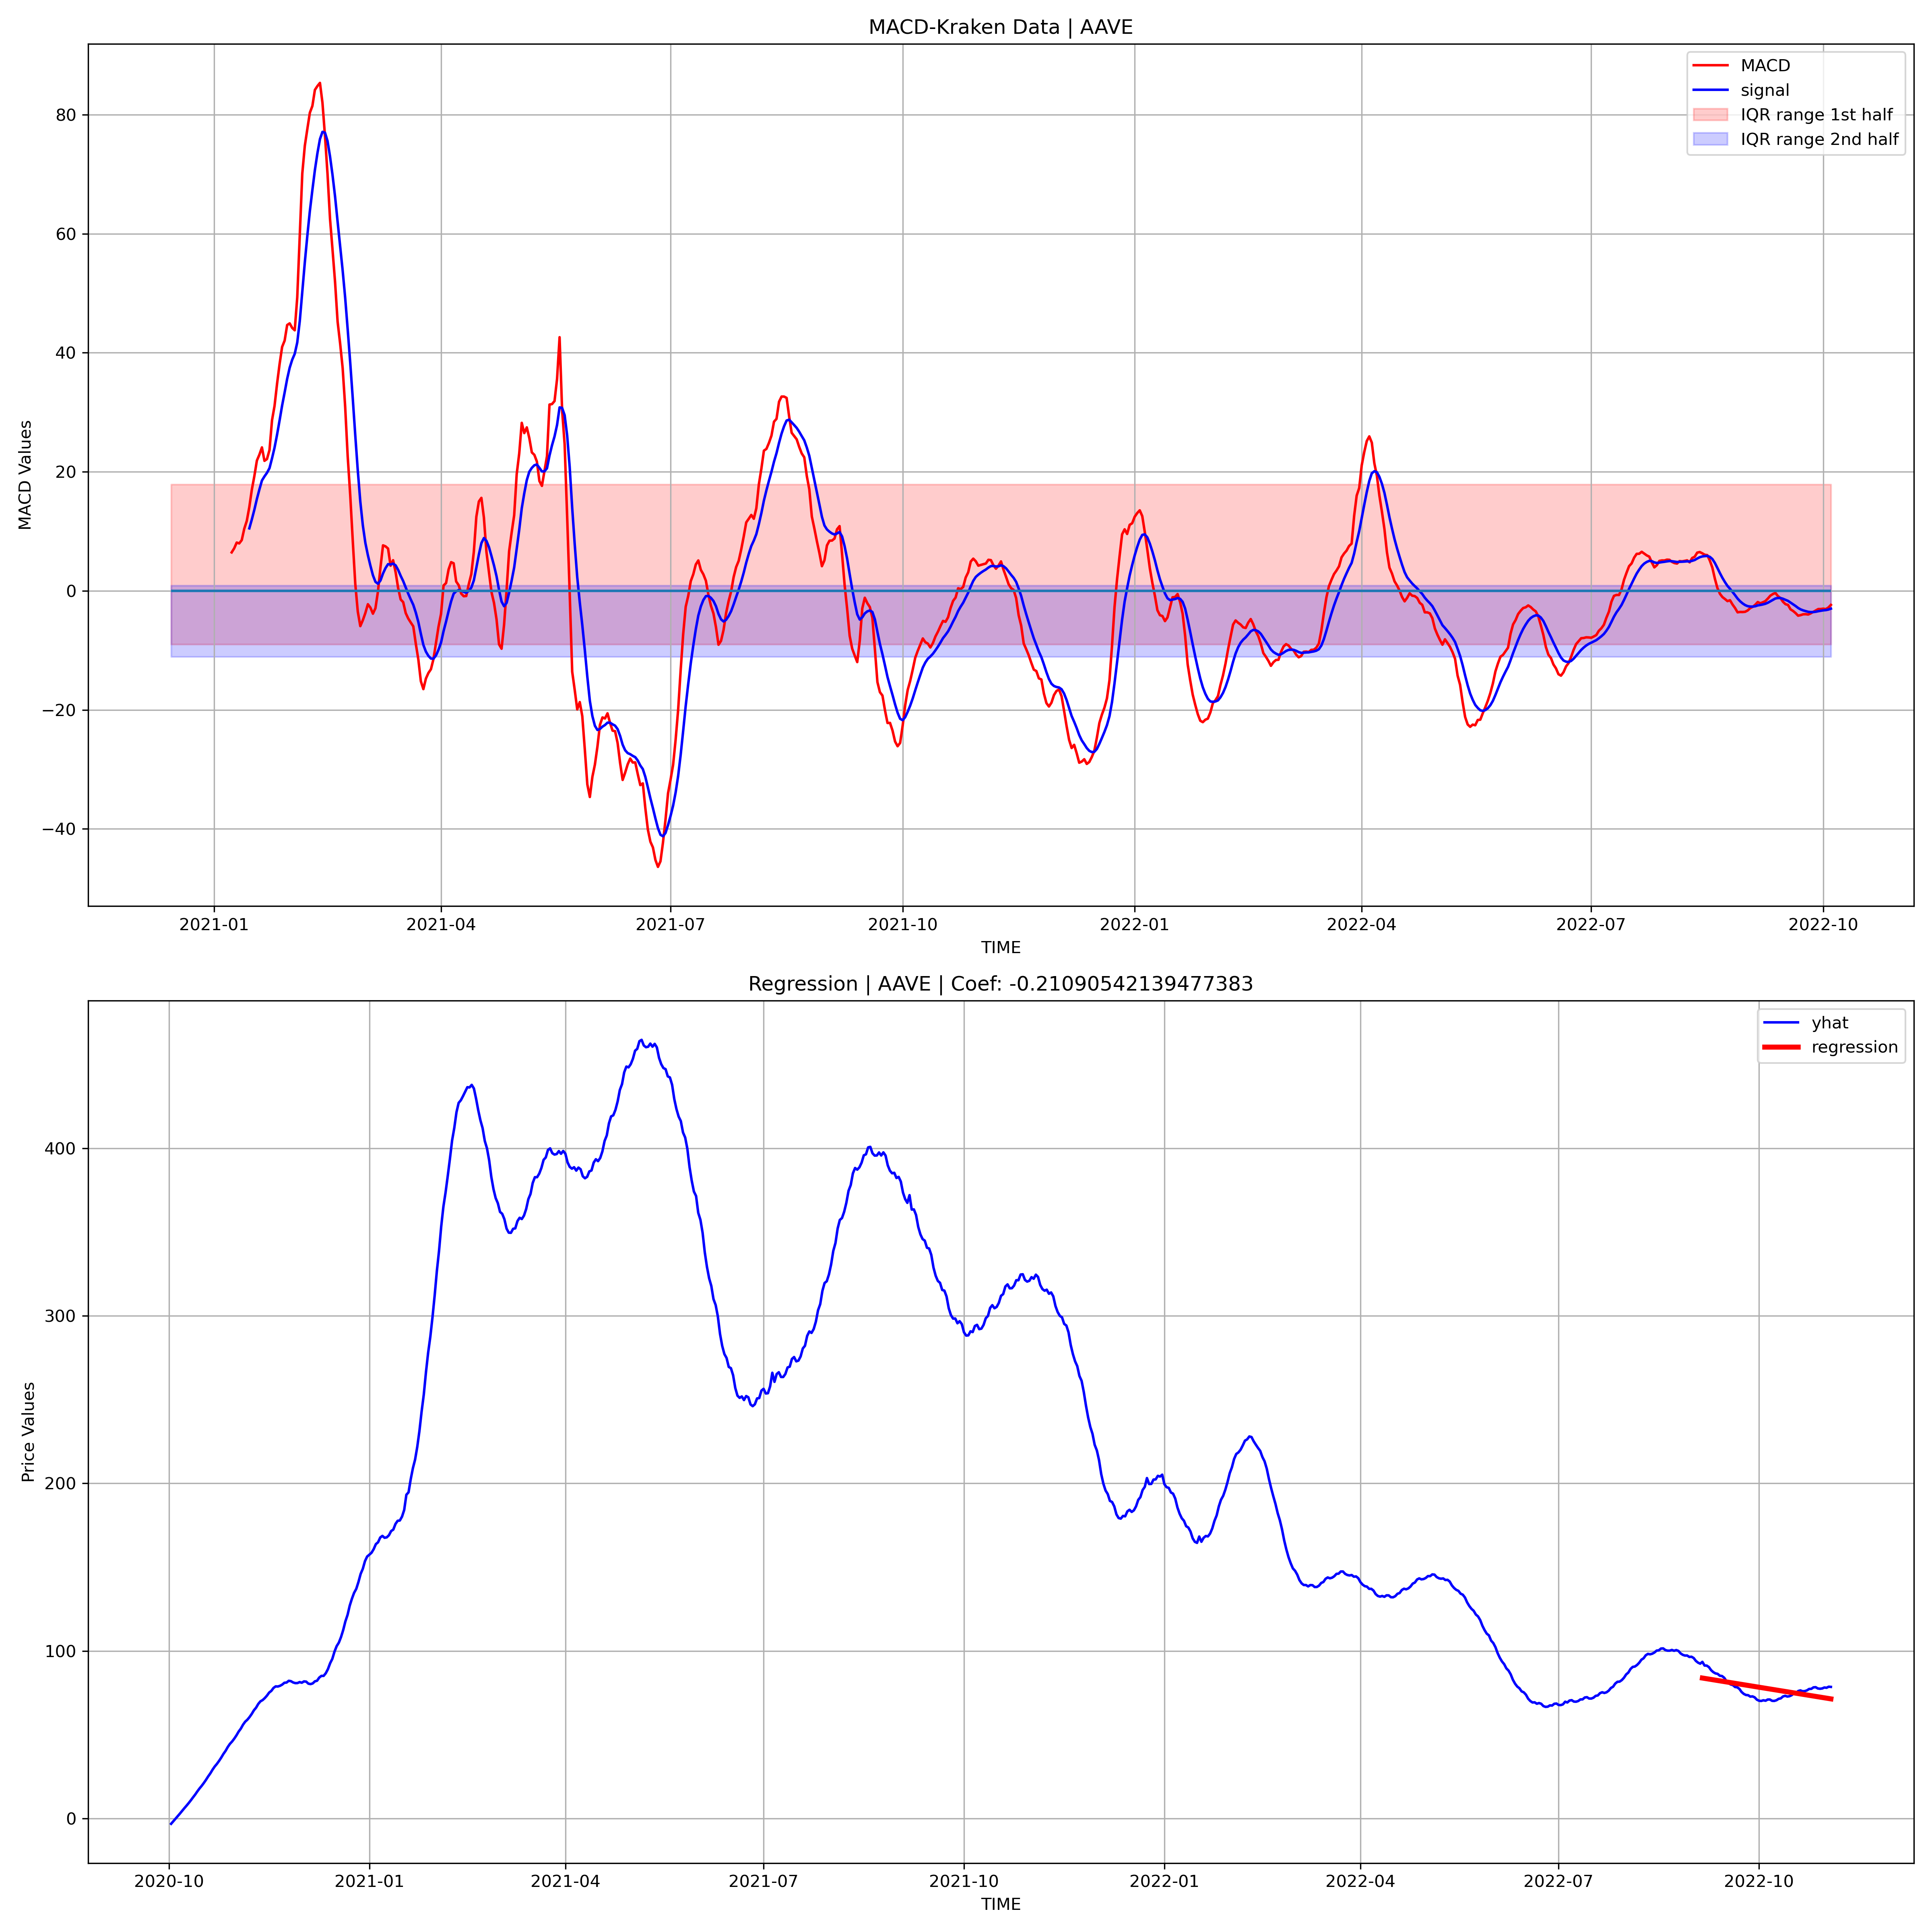 MACD-Kraken Data | AAVE
MACD
signal
IQR range 1st half
IQR range 2nd half
80
60
40
20
0
−20
−40
MACD Values
2021-01 2021-04 2021-07 2021-10 2022-01 2022-04 2022-07 2022-10
TIME
Regression | AAVE | Coef: -0.21090542139477383
yhat
regression
400
300
200
100
0
Price Values
2020-10 2021-01 2021-04 2021-07 2021-10 2022-01 2022-04 2022-07 2022-10
TIME